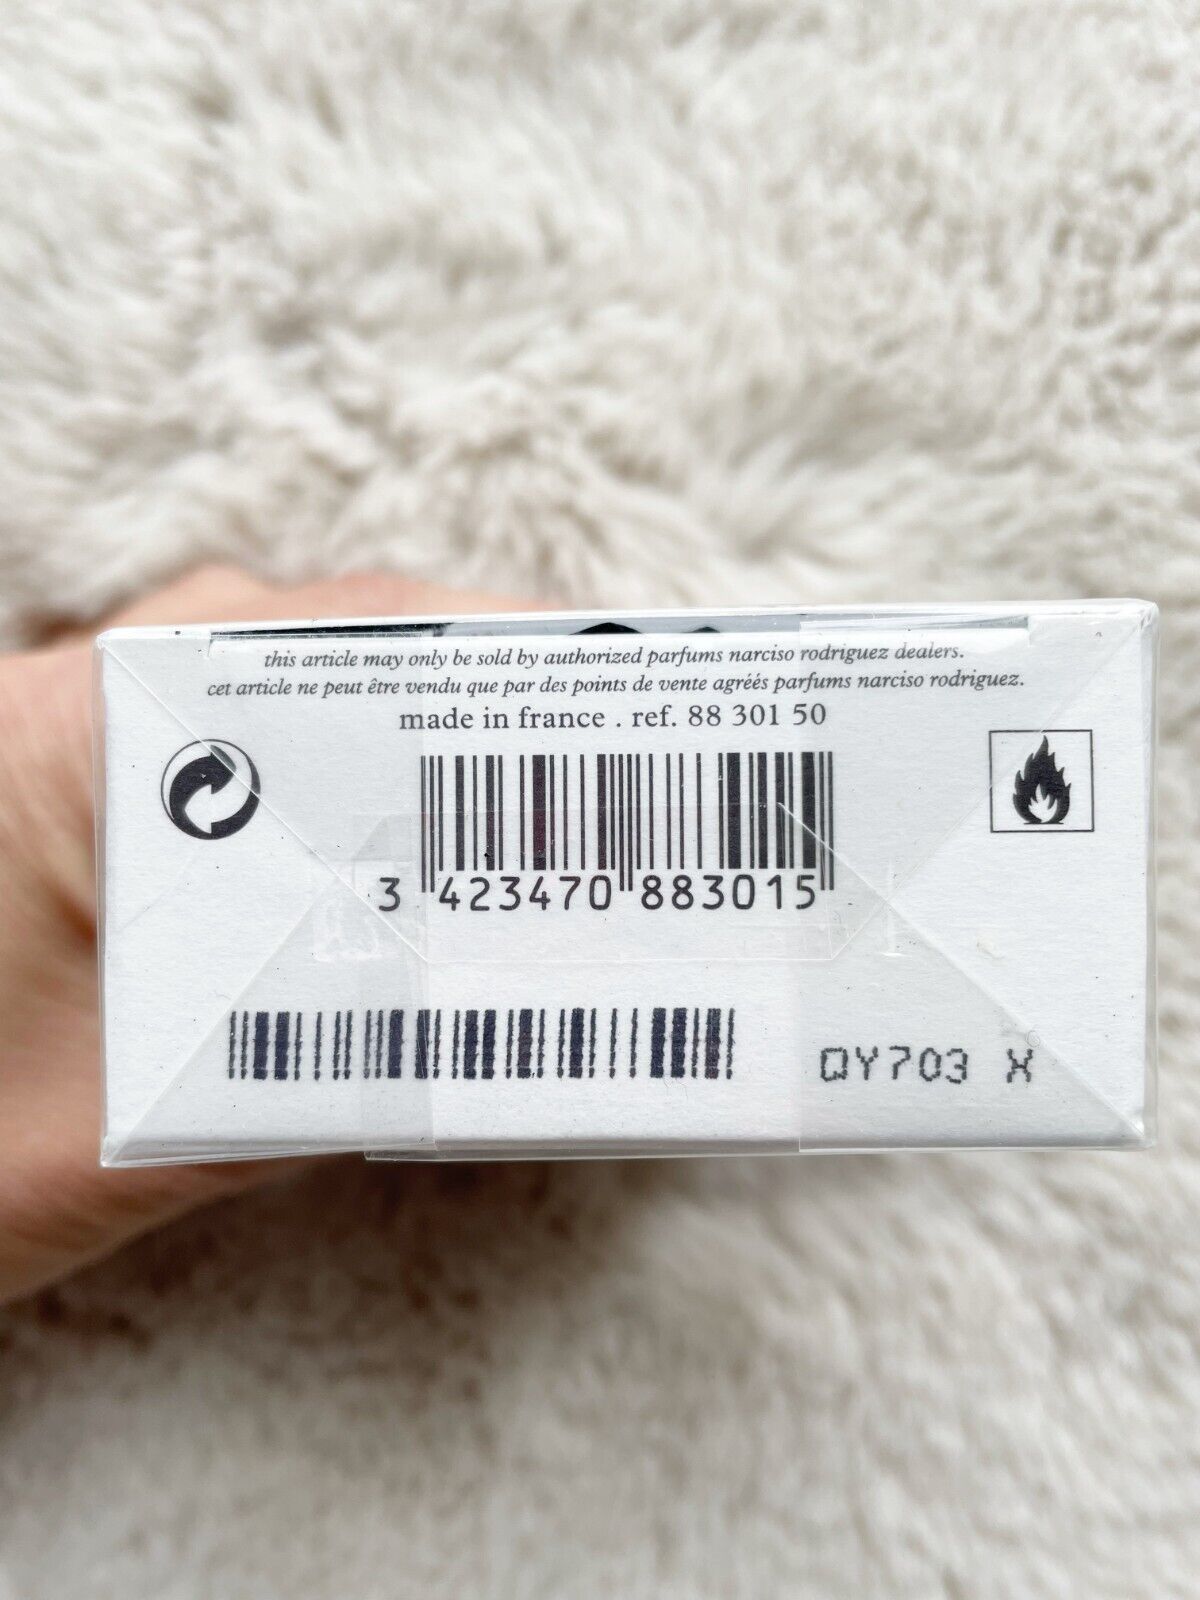 this article may only be sold by authorized parfums narciso rodriguez dealers.
cet article ne peut être vendu que par des points de vente agréés parfums narciso rodriguez.
made in france . ref. 88 301 50
3 423470 883015
QY703 X